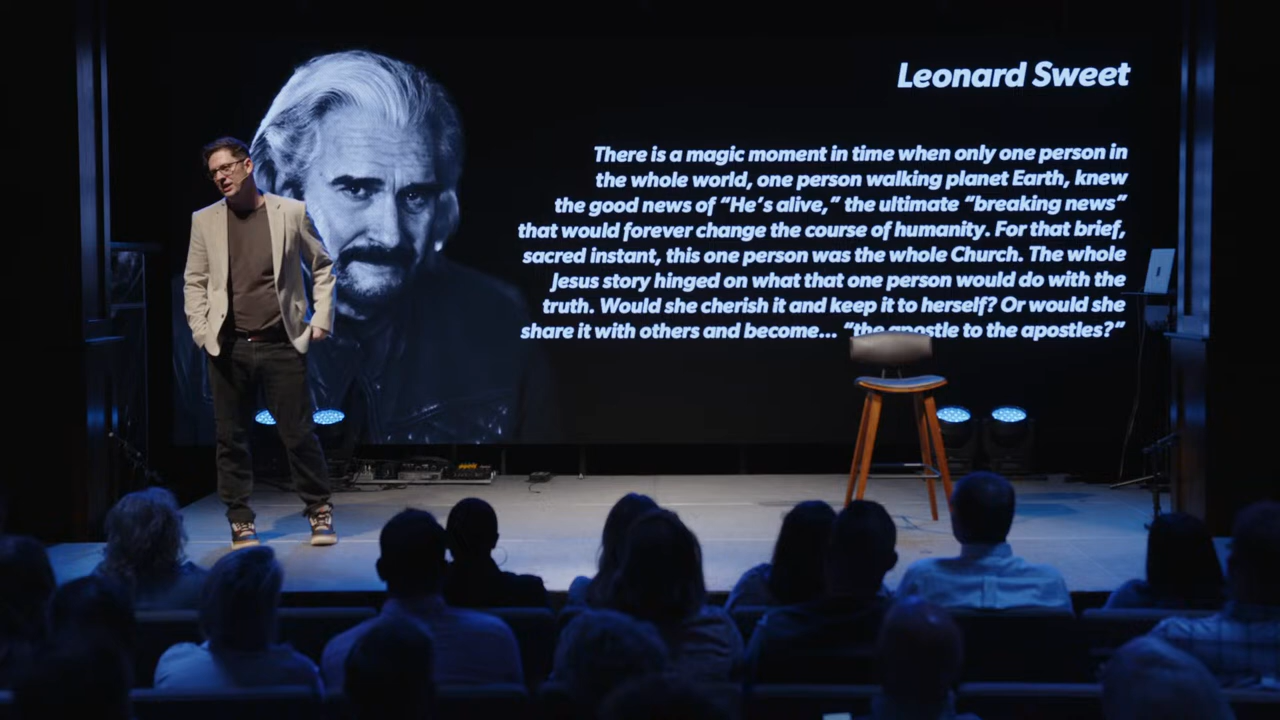 Leonard Sweet
There is a magic moment in time when only one person in
the whole world, one person walking planet Earth, knew
the good news of “He’s alive,” the ultimate “breaking news”
that would forever change the course of humanity. For that brief,
sacred instant, this one person was the whole Church. The whole
Jesus story hinged on what that one person would do with the
truth. Would she cherish it and keep it to herself? Or would she
share it with others and become... “the apostle to the apostles?”